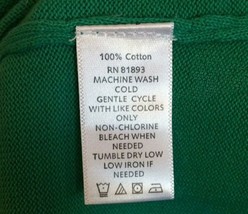 100% Cotton
RN 81893
MACHINE WASH
COLD
GENTLE CYCLE
WITH LIKE COLORS
ONLY
NON-CHLORINE
BLEACH WHEN
NEEDED
TUMBLE DRY LOW
LOW IRON IF
NEEDED